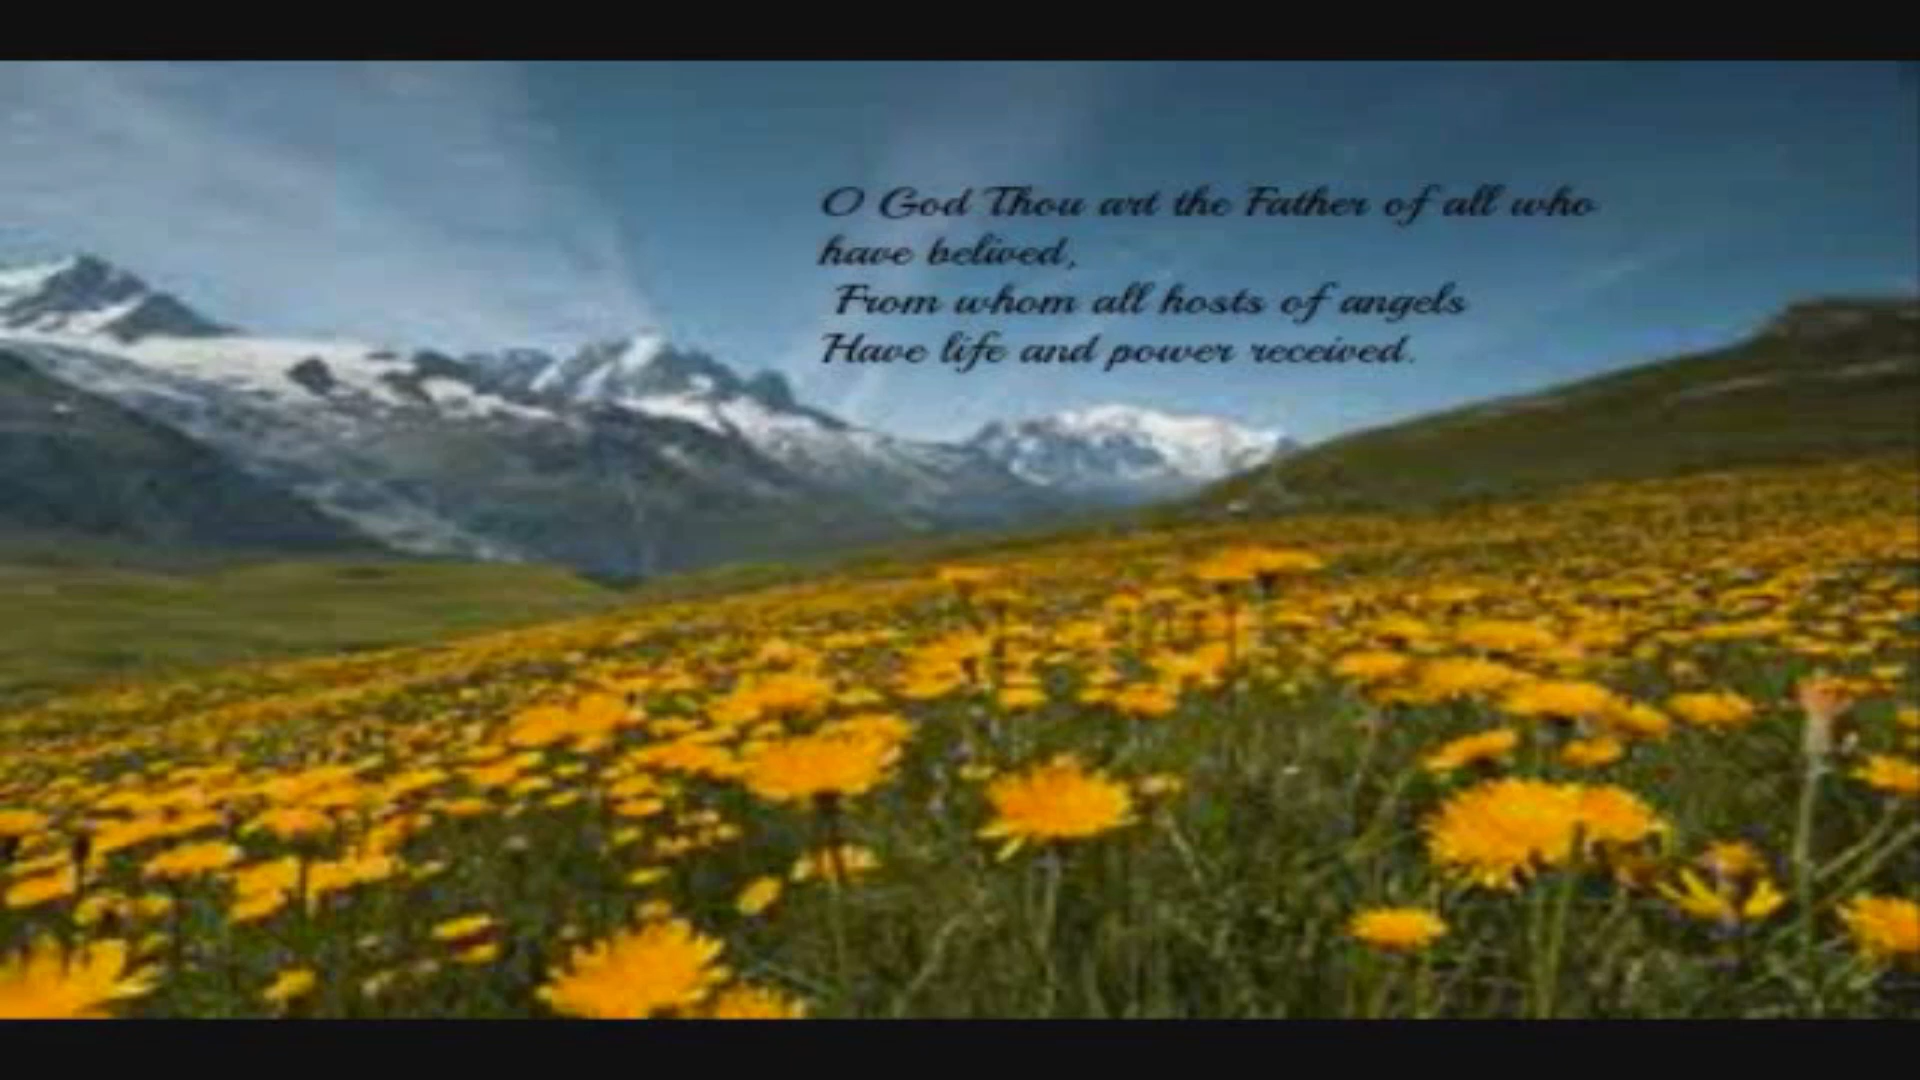 O God Thou art the Father of all who
have belived,
From whom all hosts of angels
Have life and power received.